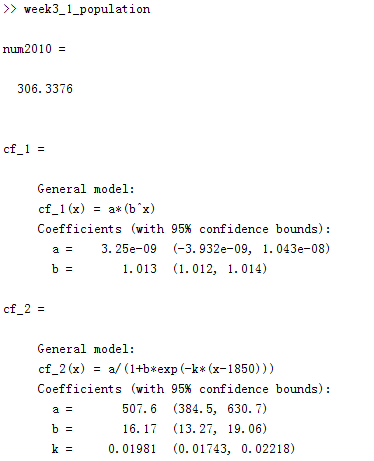 >> week3_1_population
num2010 =
306.3376
cf_1 =
General model:
cf_1(x) = a*(b^x)
Coefficients (with 95% confidence bounds):
a = 3.25e-09 (-3.932e-09, 1.043e-08)
b = 1.013 (1.012, 1.014)
cf_2 =
General model:
cf_2(x) = a/(1+b*exp(-k*(x-1850)))
Coefficients (with 95% confidence bounds):
a = 507.6 (384.5, 630.7)
b = 16.17 (13.27, 19.06)
k = 0.01981 (0.01743, 0.02218)